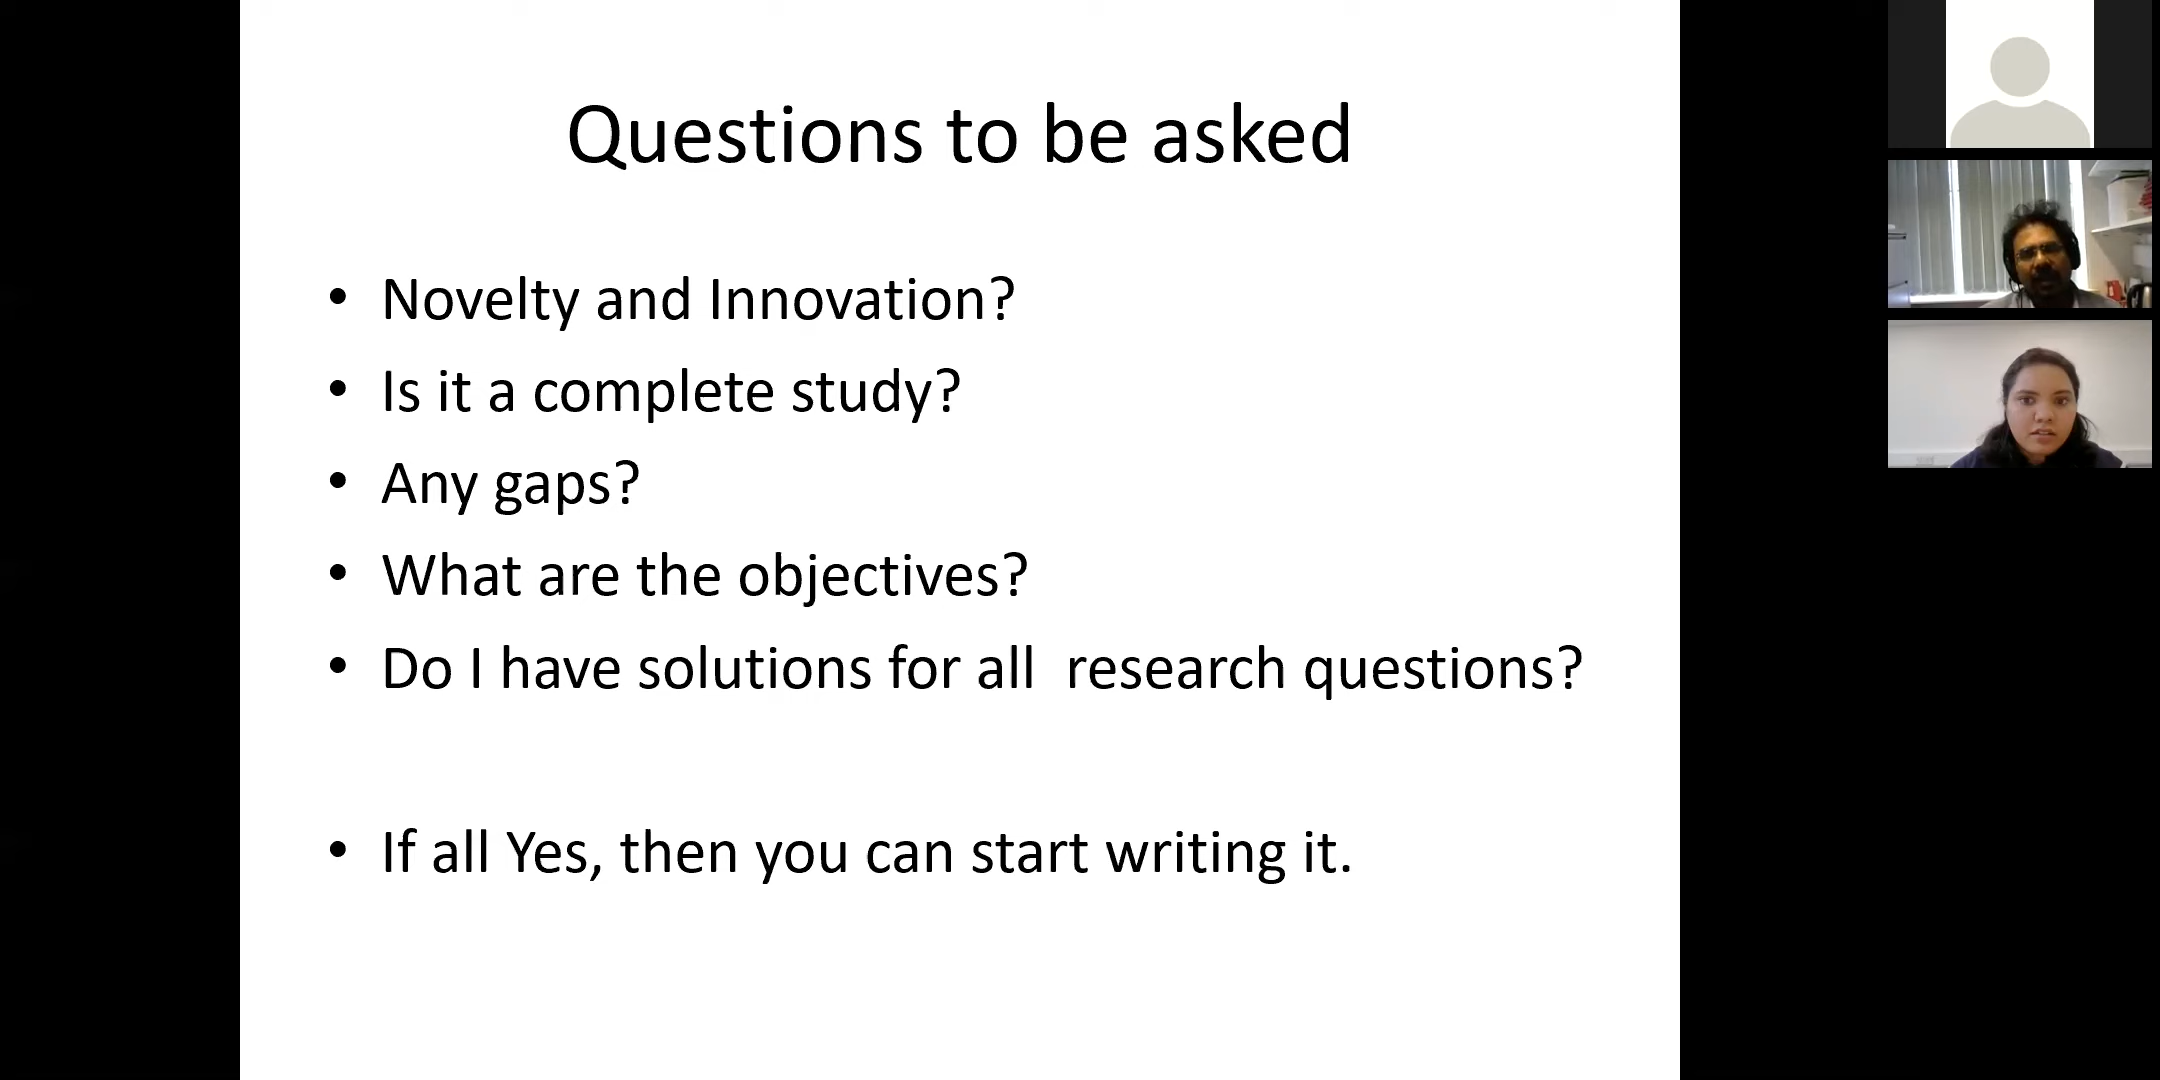 Questions to be asked
• Novelty and Innovation?
• Is it a complete study?
• Any gaps?
• What are the objectives?
• Do I have solutions for all  research questions?
• If all Yes, then you can start writing it.